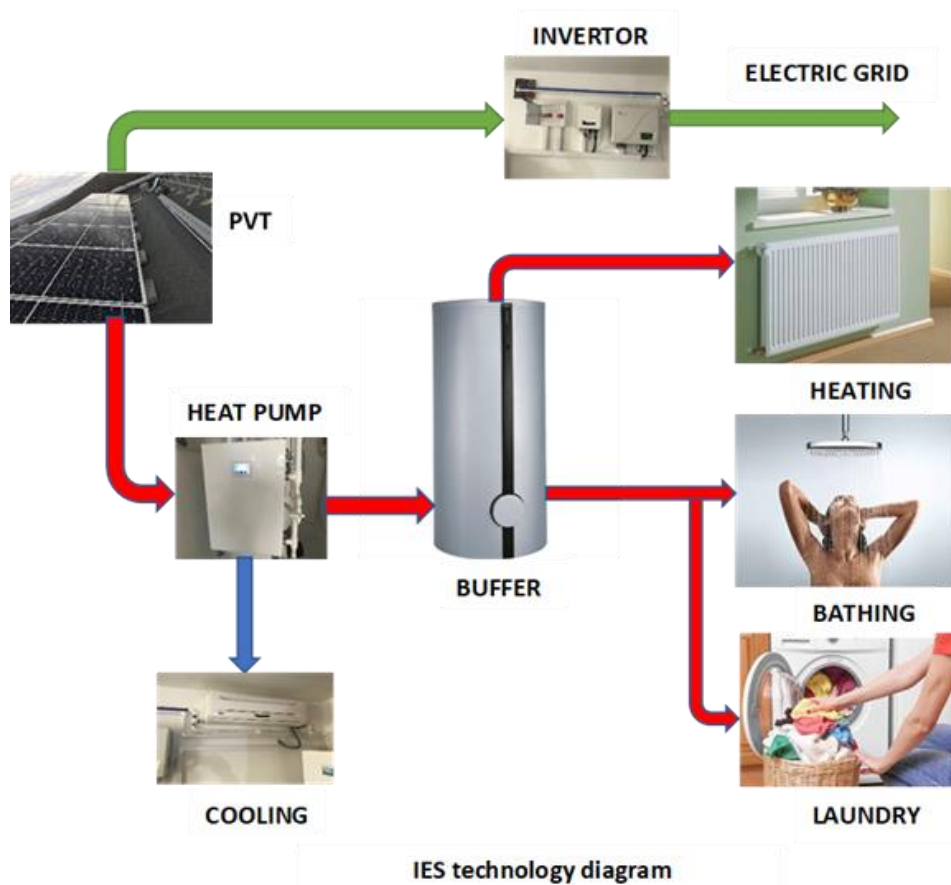 INVERTOR
ELECTRIC GRID
PVT
HEATING
HEAT PUMP
BUFFER
BATHING
COOLING
LAUNDRY
IES technology diagram